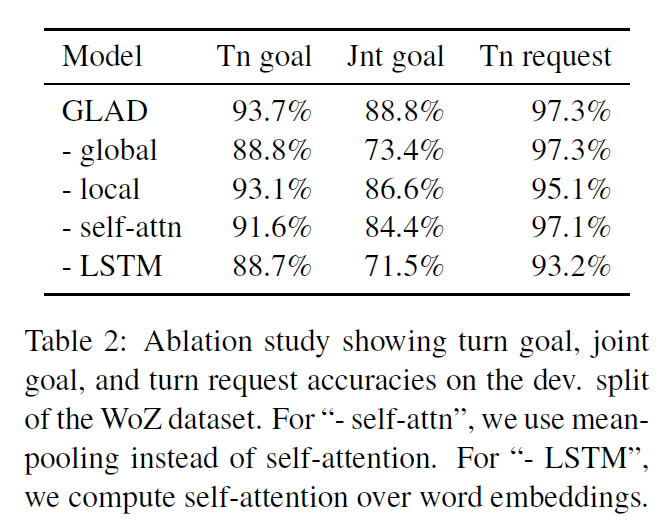 Model Tn goal Jnt goal Tn request
GLAD 93.7% 88.8% 97.3%
- global 88.8% 73.4% 97.3%
- local 93.1% 86.6% 95.1%
- self-attn 91.6% 84.4% 97.1%
- LSTM 88.7% 71.5% 93.2%
Table 2: Ablation study showing turn goal, joint
goal, and turn request accuracies on the dev. split
of the WoZ dataset. For “- self-attn”, we use mean-
pooling instead of self-attention. For “- LSTM”,
we compute self-attention over word embeddings.